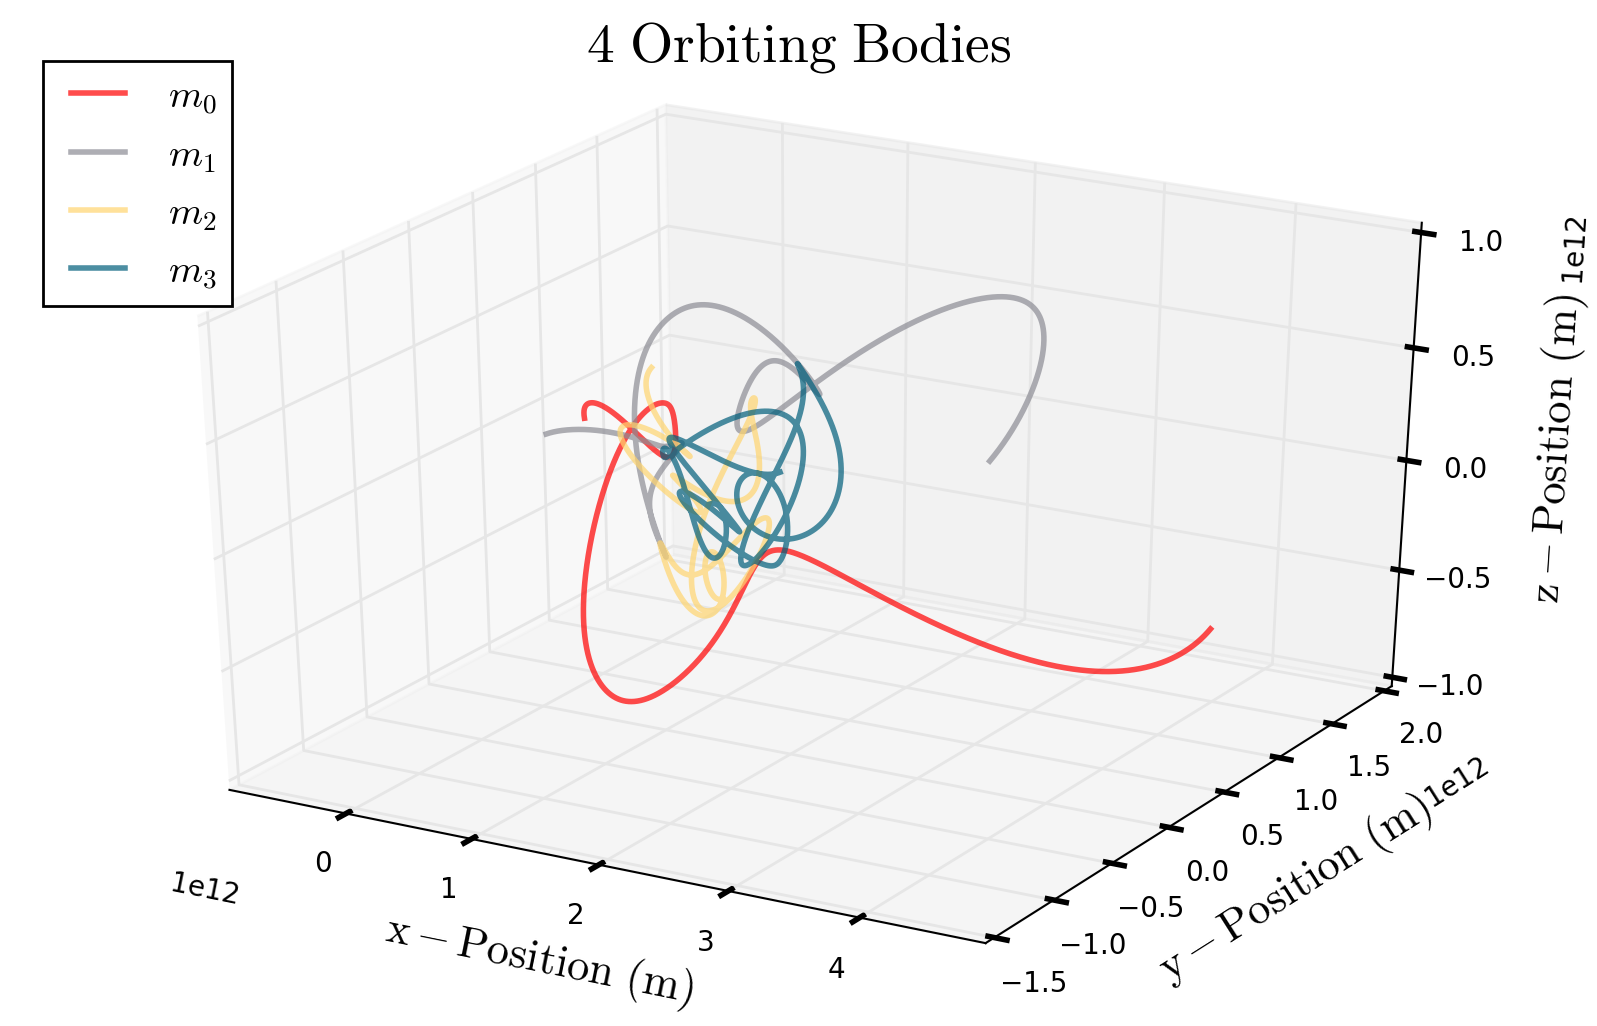 4 Orbiting Bodies
m₀
m₁
m₂
m₃
1.0
0.5
0.0
−0.5
−1.0
z − Position (m)
1e12
2.0
1.5
1.0
0.5
0.0
−0.5
−1.0
−1.5
y − Position (m)
1e12
0
1
2
3
4
1e12
x − Position (m)